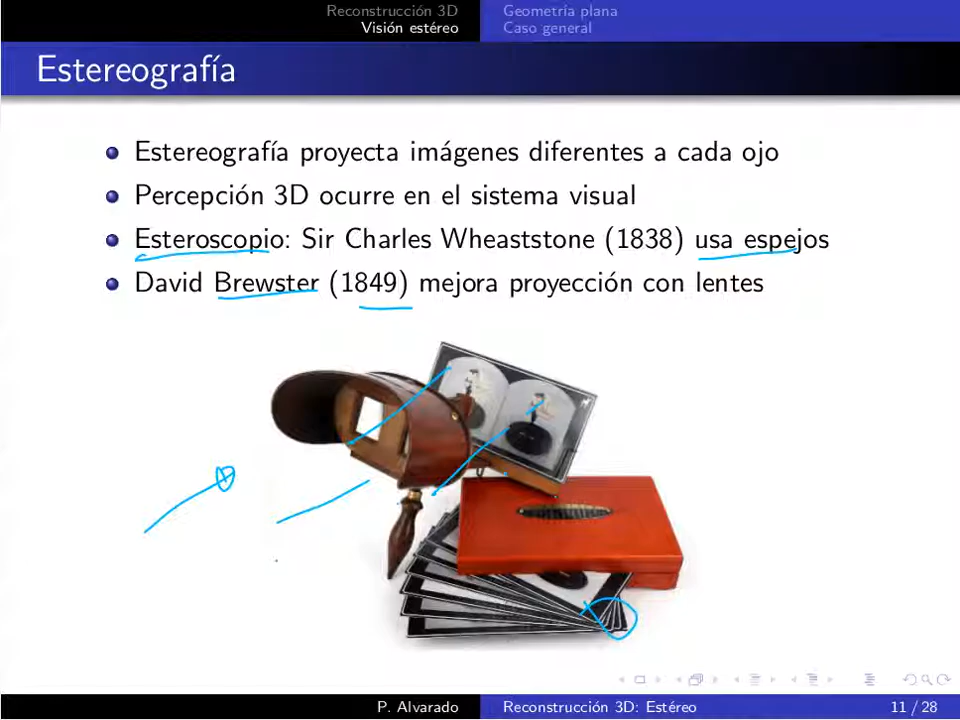 Reconstrucción 3D
Visión estéreo
Geometría plana
Caso general
Estereografía
Estereografía proyecta imágenes diferentes a cada ojo
Percepción 3D ocurre en el sistema visual
Esteroscopio: Sir Charles Wheaststone (1838) usa espejos
David Brewster (1849) mejora proyección con lentes
P. Alvarado
Reconstrucción 3D: Estéreo
11 / 28